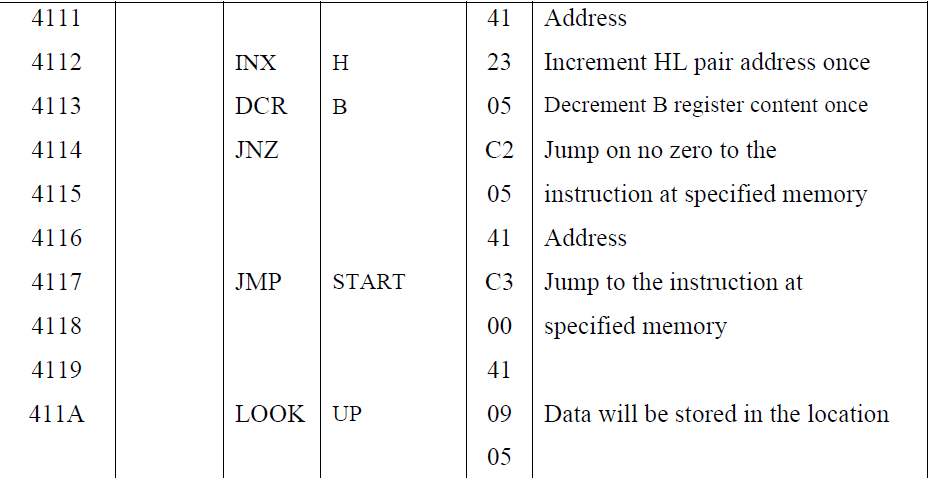 4111 41 Address
4112 INX H 23 Increment HL pair address once
4113 DCR B 05 Decrement B register content once
4114 JNZ C2 Jump on no zero to the
4115 05 instruction at specified memory
4116 41 Address
4117 JMP START C3 Jump to the instruction at
4118 00 specified memory
4119 41
411A LOOK UP 09 Data will be stored in the location
05